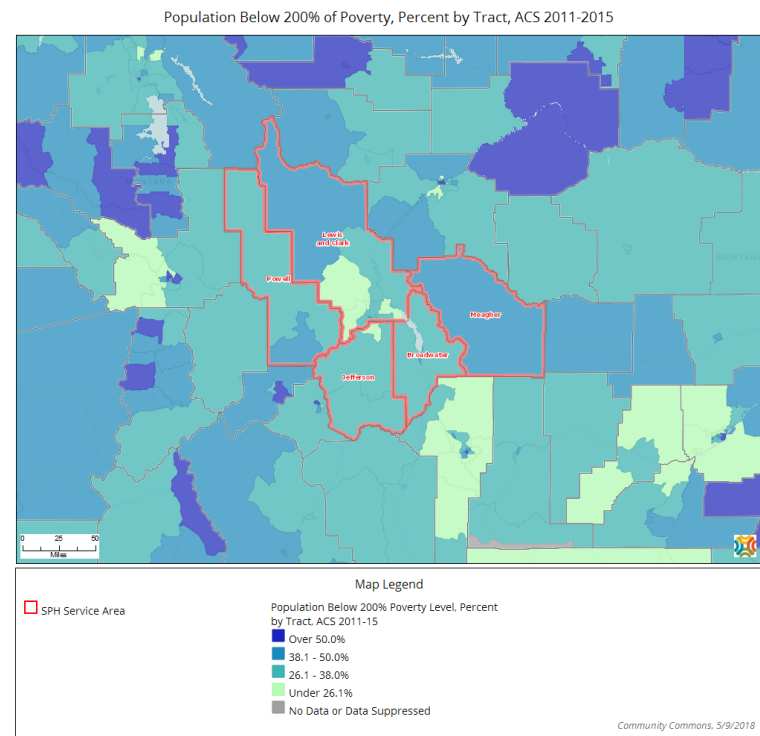 Population Below 200% of Poverty, Percent by Tract, ACS 2011-2015
Lewis
and Clark
Powell
Meagher
Broadwater
Jefferson
0 25 50
Miles
Map Legend
SPH Service Area
Population Below 200% Poverty Level, Percent
by Tract, ACS 2011-15
Over 50.0%
38.1 - 50.0%
26.1 - 38.0%
Under 26.1%
No Data or Data Suppressed
Community Commons, 5/9/2018